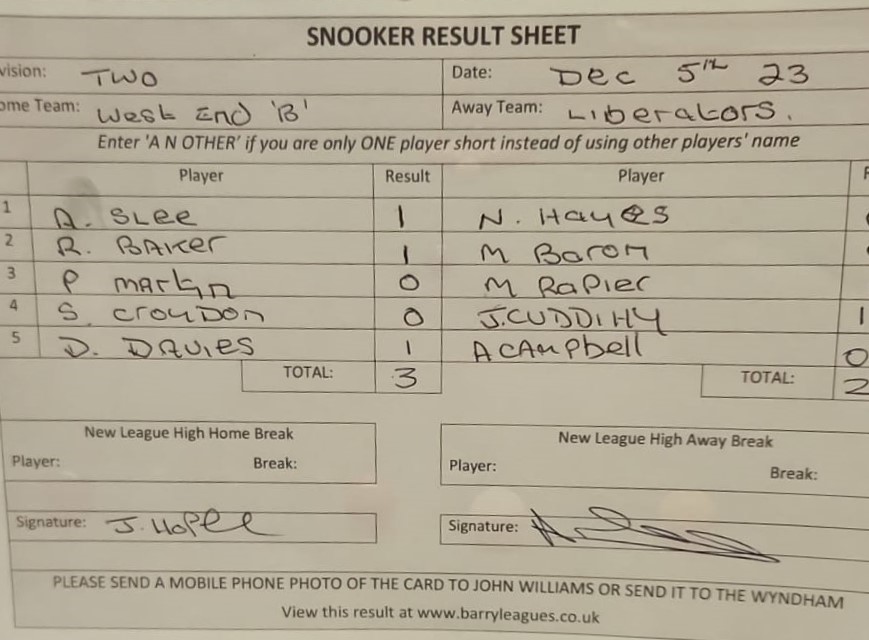 SNOOKER RESULT SHEET
vision: TWO Date: Dec 5th 23
ome Team: West End 'B' Away Team: Liberators.
Enter 'A N OTHER' if you are only ONE player short instead of using other players' name
Player Result Player
1 A. SLee 1 N. Hayes
2 R. BAKer 1 M Baron
3 P martin 0 M RaPier
4 S. CroyDon 0 J.CUDDIHY 1
5 D. DAVIES 1 A CAMPbell 0
TOTAL: 3 TOTAL: 2
New League High Home Break New League High Away Break
Player: Break: Player: Break:
Signature: Signature:
PLEASE SEND A MOBILE PHONE PHOTO OF THE CARD TO JOHN WILLIAMS OR SEND IT TO THE WYNDHAM
View this result at www.barryleagues.co.uk